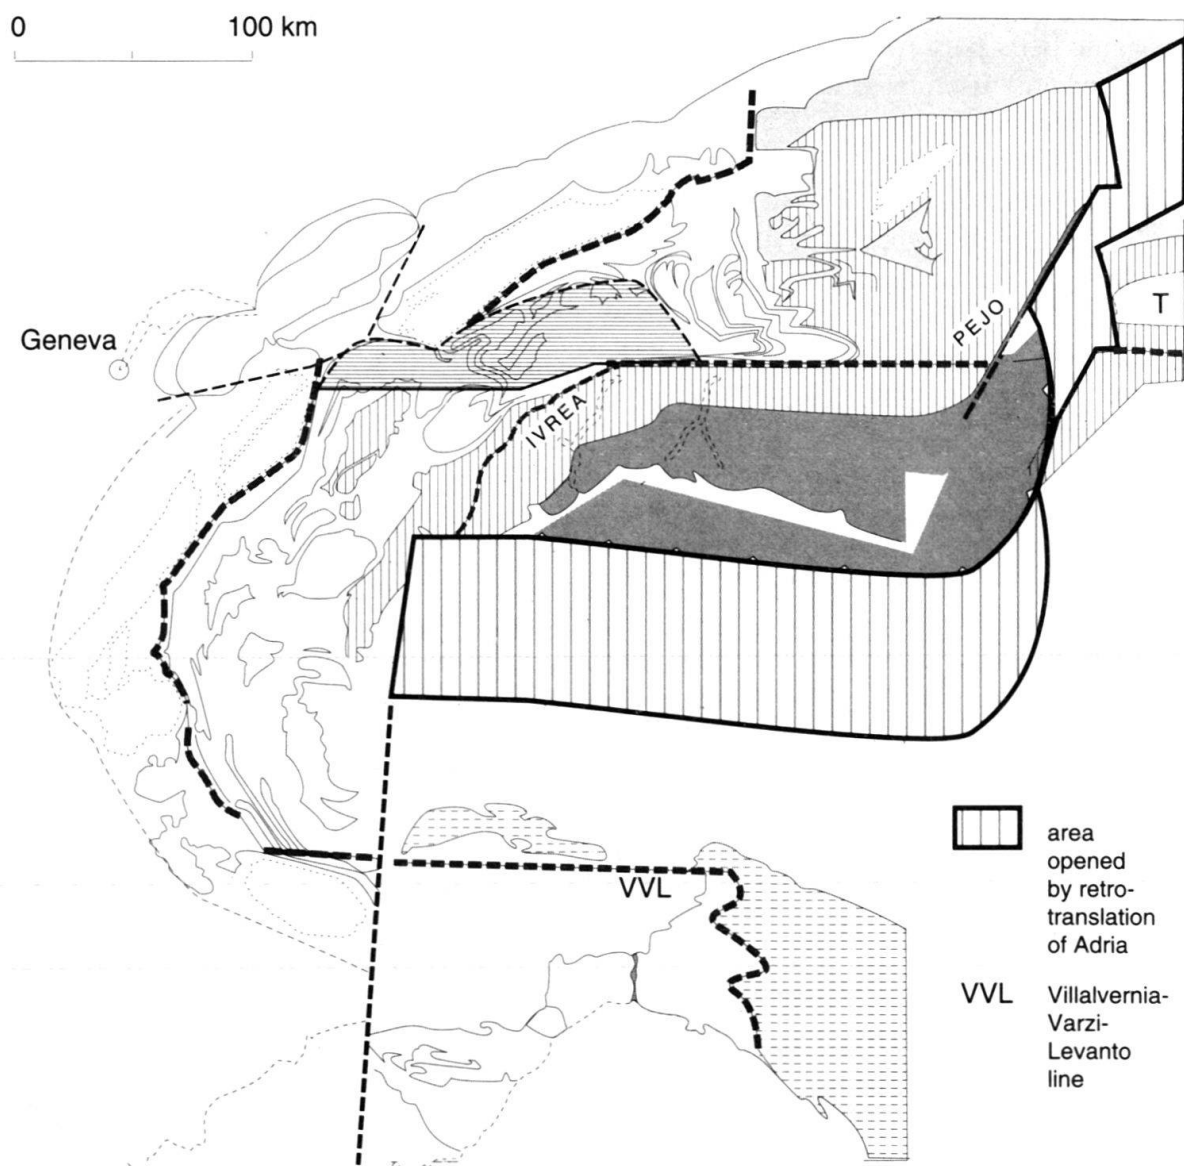 0 100 km
Geneva
IVREA
PEJO
T
VVL
area
opened
by retro-
translation
of Adria
VVL Villalvernia-
Varzi-
Levanto
line